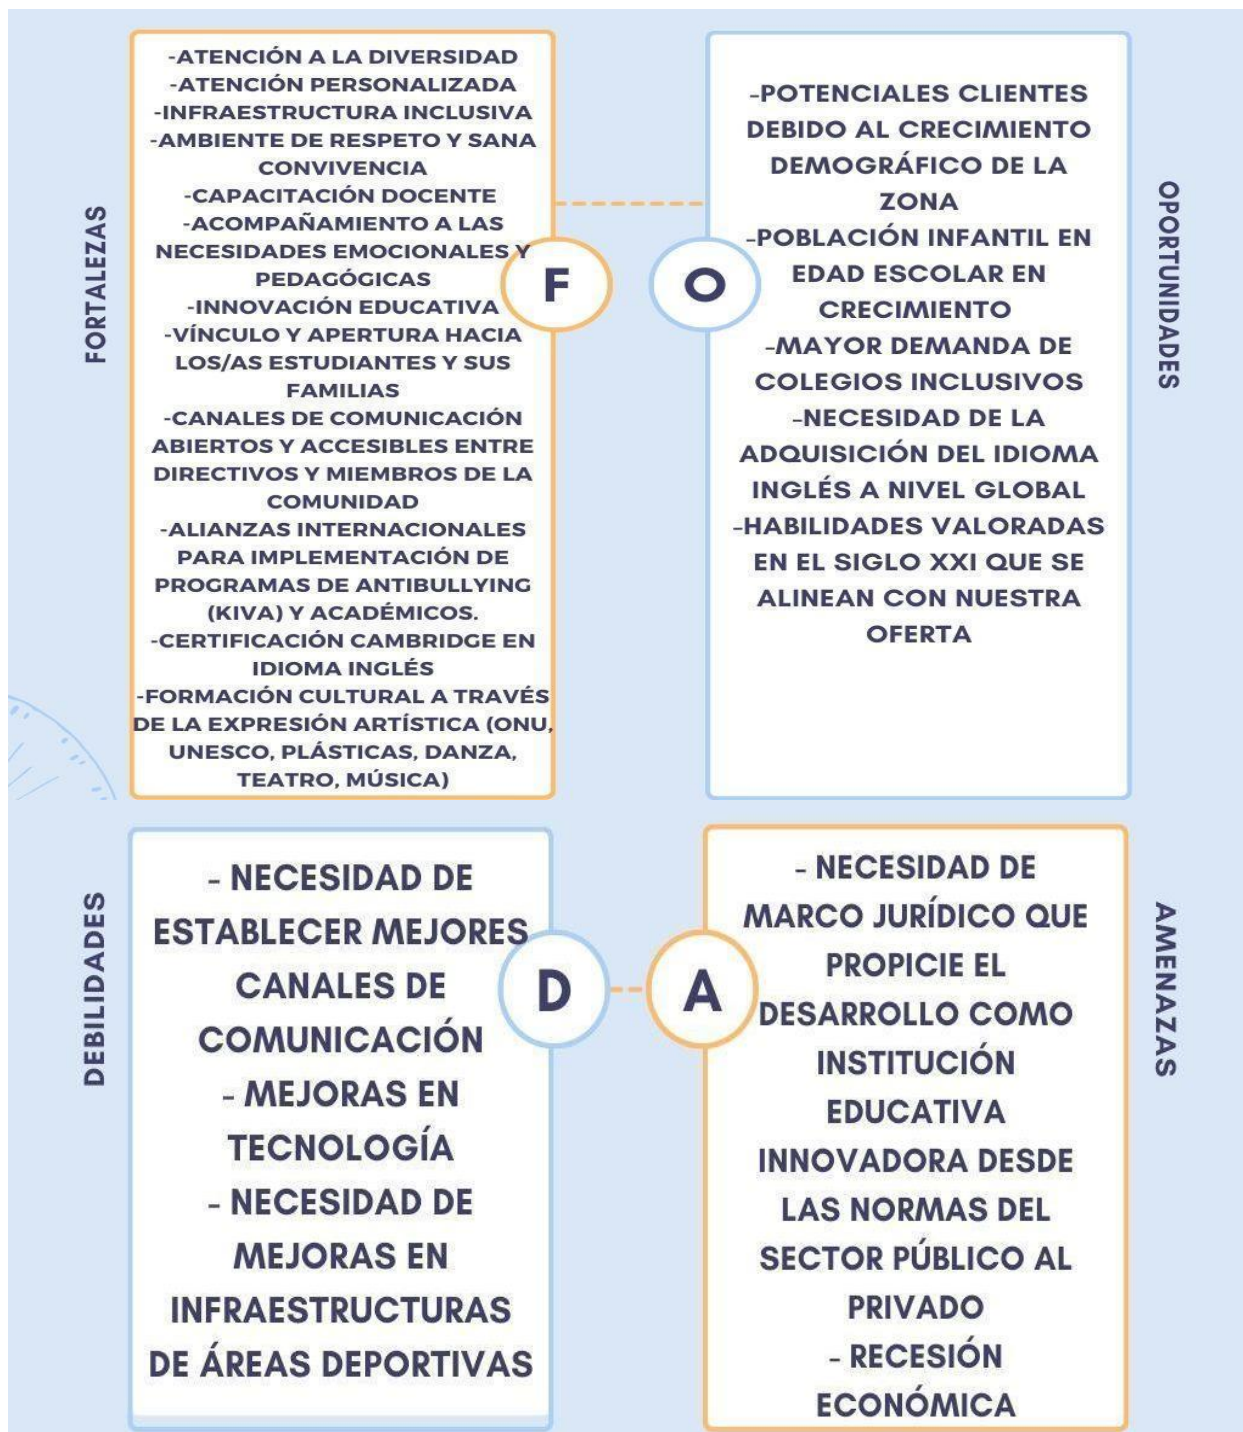 FORTALEZAS
-ATENCIÓN A LA DIVERSIDAD
-ATENCIÓN PERSONALIZADA
-INFRAESTRUCTURA INCLUSIVA
-AMBIENTE DE RESPETO Y SANA
CONVIVENCIA
-CAPACITACIÓN DOCENTE
-ACOMPAÑAMIENTO A LAS
NECESIDADES EMOCIONALES Y
PEDAGÓGICAS
-INNOVACIÓN EDUCATIVA
-VÍNCULO Y APERTURA HACIA
LOS/AS ESTUDIANTES Y SUS
FAMILIAS
-CANALES DE COMUNICACIÓN
ABIERTOS Y ACCESIBLES ENTRE
DIRECTIVOS Y MIEMBROS DE LA
COMUNIDAD
-ALIANZAS INTERNACIONALES
PARA IMPLEMENTACIÓN DE
PROGRAMAS DE ANTIBULLYING
(KIVA) Y ACADÉMICOS.
-CERTIFICACIÓN CAMBRIDGE EN
IDIOMA INGLÉS
-FORMACIÓN CULTURAL A TRAVÉS
DE LA EXPRESIÓN ARTÍSTICA (ONU,
UNESCO, PLÁSTICAS, DANZA,
TEATRO, MÚSICA)
F
O
-POTENCIALES CLIENTES
DEBIDO AL CRECIMIENTO
DEMOGRÁFICO DE LA
ZONA
-POBLACIÓN INFANTIL EN
EDAD ESCOLAR EN
CRECIMIENTO
-MAYOR DEMANDA DE
COLEGIOS INCLUSIVOS
-NECESIDAD DE LA
ADQUISICIÓN DEL IDIOMA
INGLÉS A NIVEL GLOBAL
-HABILIDADES VALORADAS
EN EL SIGLO XXI QUE SE
ALINEAN CON NUESTRA
OFERTA
OPORTUNIDADES
DEBILIDADES
- NECESIDAD DE
ESTABLECER MEJORES
CANALES DE
COMUNICACIÓN
- MEJORAS EN
TECNOLOGÍA
- NECESIDAD DE
MEJORAS EN
INFRAESTRUCTURAS
DE ÁREAS DEPORTIVAS
D
A
- NECESIDAD DE
MARCO JURÍDICO QUE
PROPICIE EL
DESARROLLO COMO
INSTITUCIÓN
EDUCATIVA
INNOVADORA DESDE
LAS NORMAS DEL
SECTOR PÚBLICO AL
PRIVADO
- RECESIÓN
ECONÓMICA
AMENAZAS